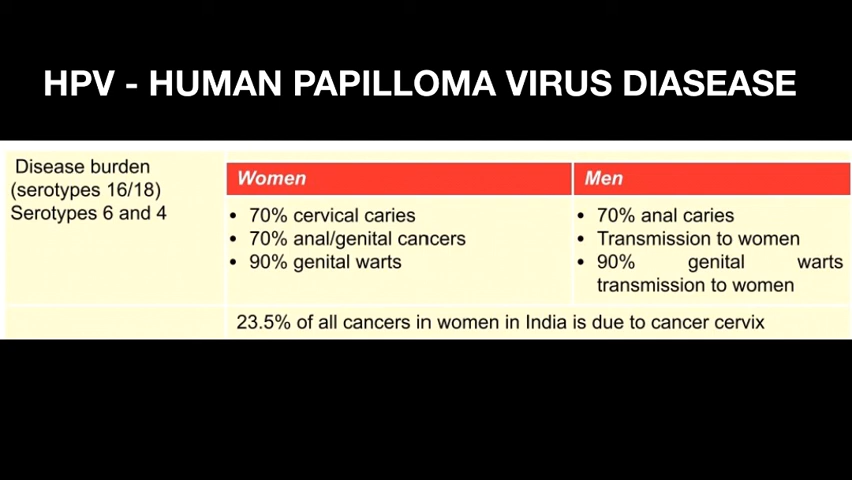 HPV - HUMAN PAPILLOMA VIRUS DIASEASE
Disease burden
(serotypes 16/18)
Serotypes 6 and 4
Women
• 70% cervical caries
• 70% anal/genital cancers
• 90% genital warts
Men
• 70% anal caries
• Transmission to women
• 90% genital warts
transmission to women
23.5% of all cancers in women in India is due to cancer cervix